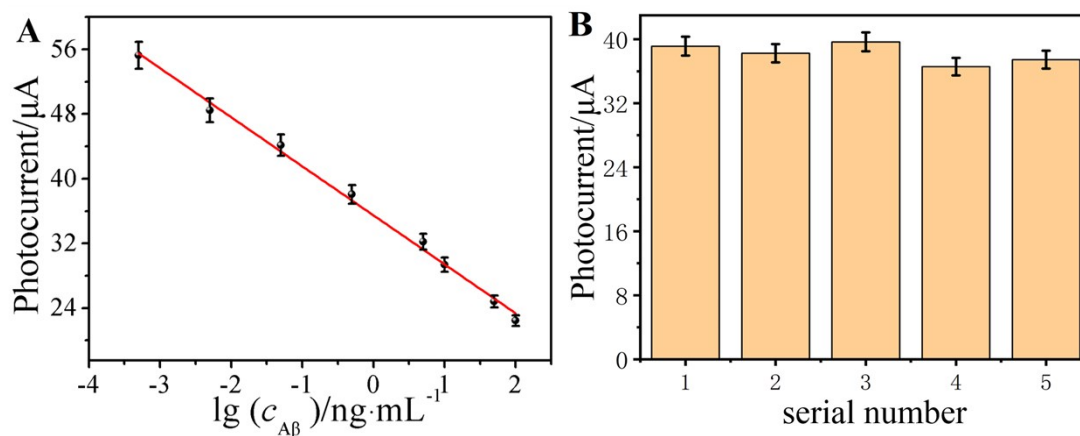 A
Photocurrent/μA
56
48
40
32
24
-4 -3 -2 -1 0 1 2
lg (c Aβ)/ng·mL⁻¹
B
Photocurrent/μA
40
32
24
16
8
0
1 2 3 4 5
serial number